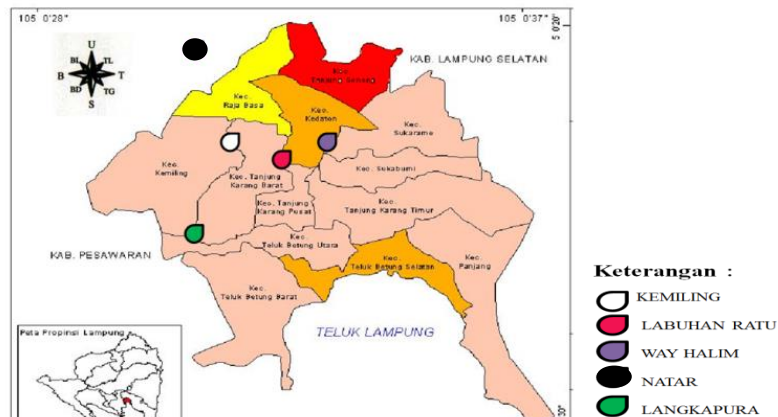 105 0'28"
105 0'37"
5 0'20
U
BL
TL
B
T
BD
TG
S
KAB. LAMPUNG SELATAN
Kec.
Kec.
Raja Basa
Kec.
Kedaton
Kec.
Sukarame
Kec.
Kemiling
Kec. Sukabumi
Kec. Tanjung
Karang Barat
Kec. Tanjung
Karang Pusat
Kec.
Tanjung Karang Timur
Kec.
Teluk Betung Utara
KAB. PESAWARAN
Kec.
Teluk Betung Selatan
Kec.
Panjang
Kec.
Teluk Betung Barat
TELUK LAMPUNG
Peta Propinsi Lampung
Keterangan :
KEMILING
LABUHAN RATU
WAY HALIM
NATAR
LANGKAPURA